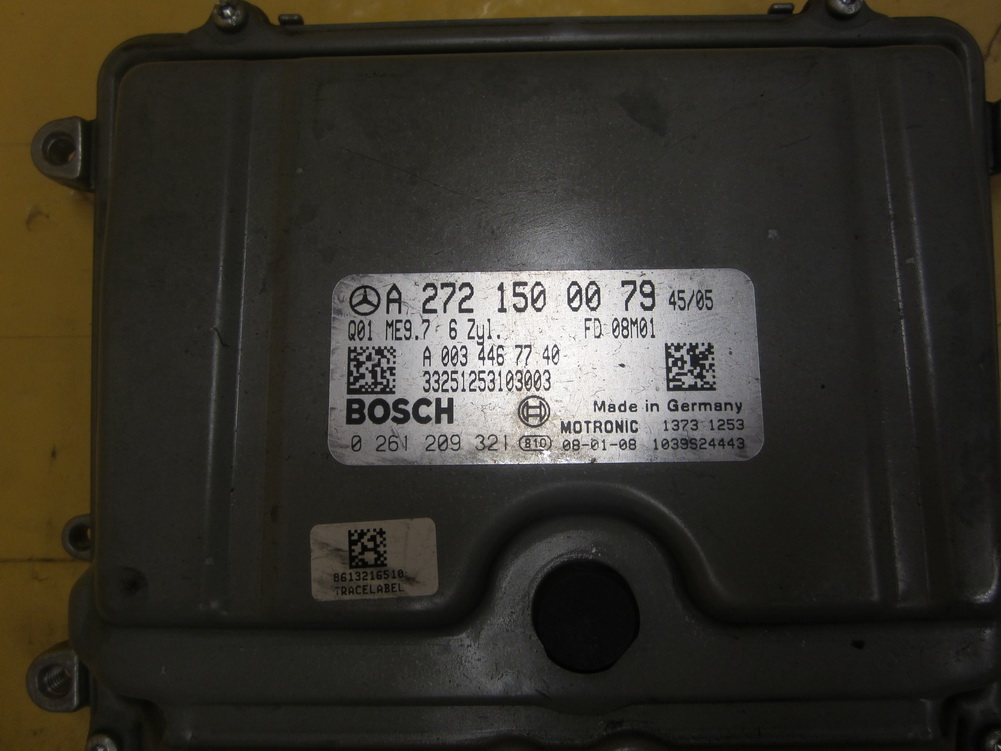 A 272 150 00 79 45/05
Q01 ME9.7 6 Zyl. FD 08M01
A 003 446 77 40
33251253103003
BOSCH Made in Germany
MOTRONIC 1373 1253
0 261 209 321 B10 08-01-08 1039S24443
8613216510
TRACELABEL